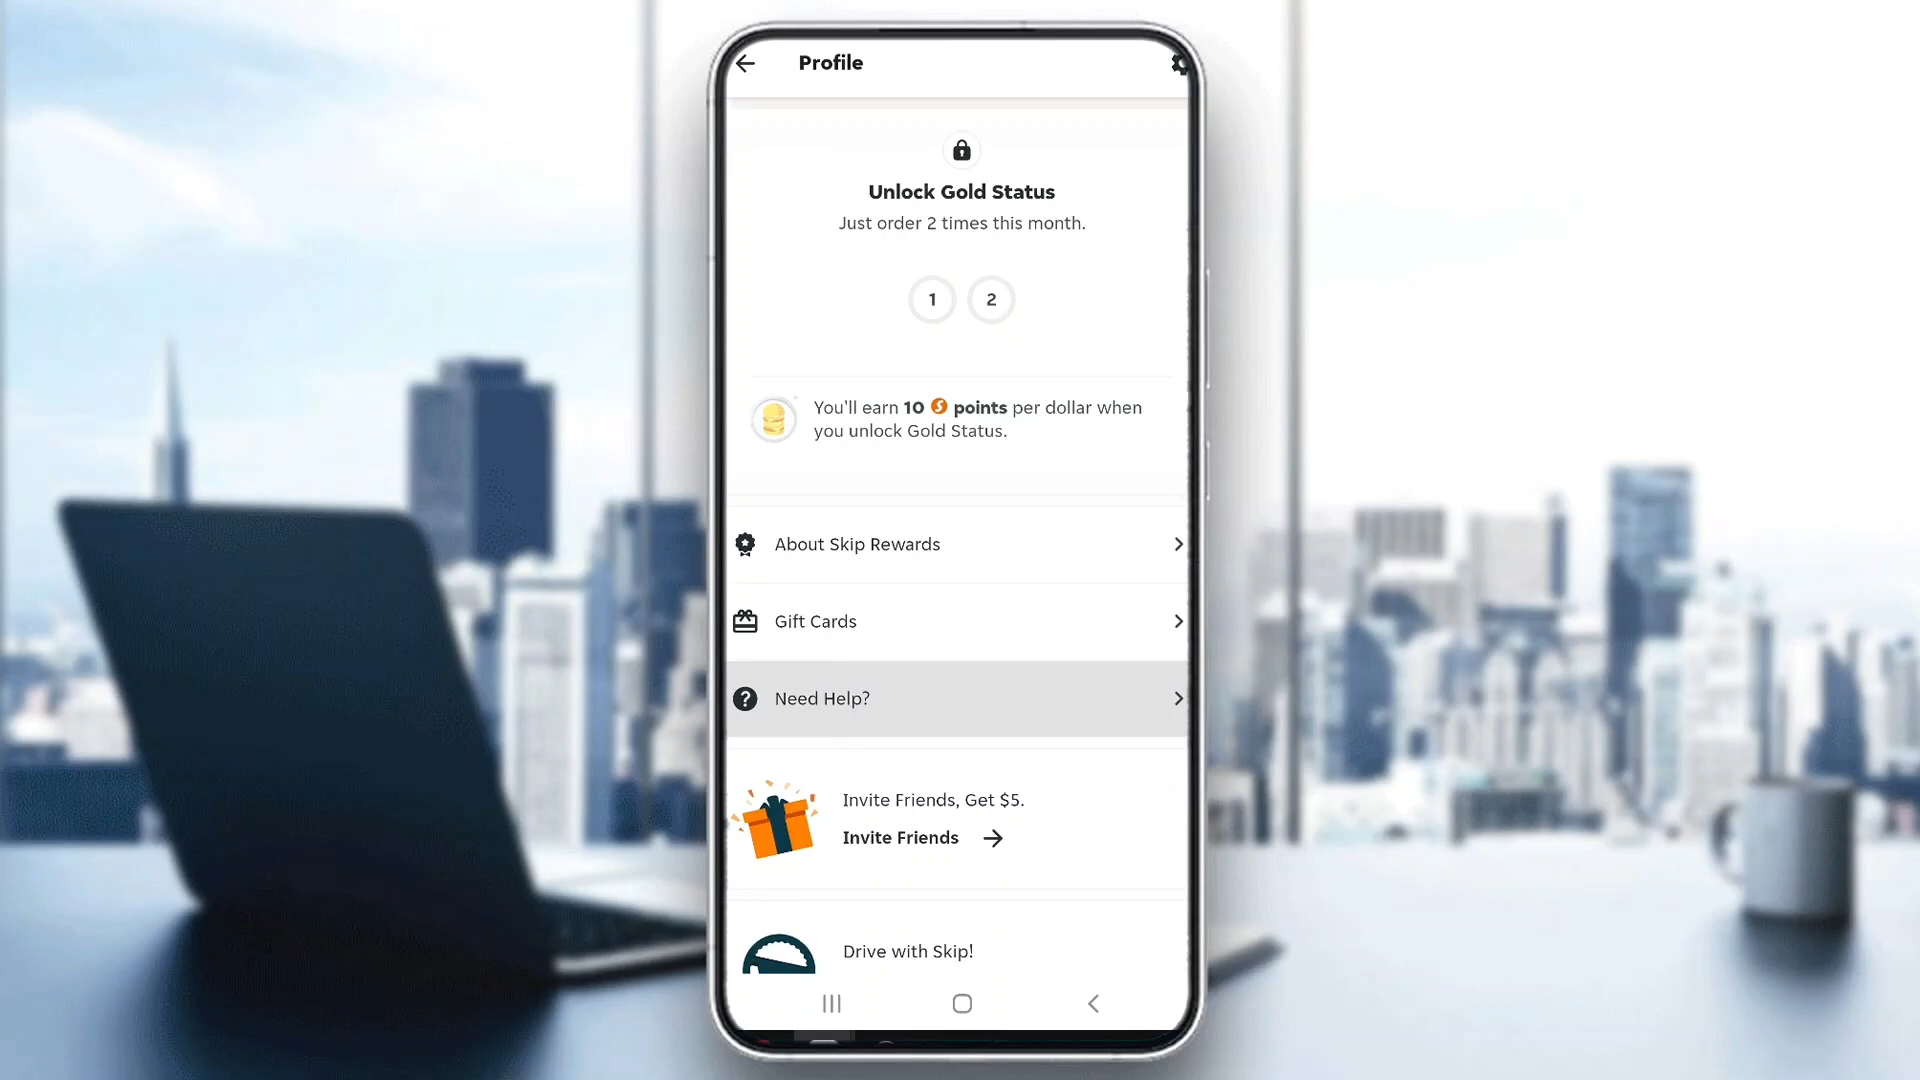 Profile
Unlock Gold Status
Just order 2 times this month.
1 2
You'll earn 10 S points per dollar when
you unlock Gold Status.
About Skip Rewards
Gift Cards
? Need Help?
Invite Friends, Get $5.
Invite Friends
Drive with Skip!